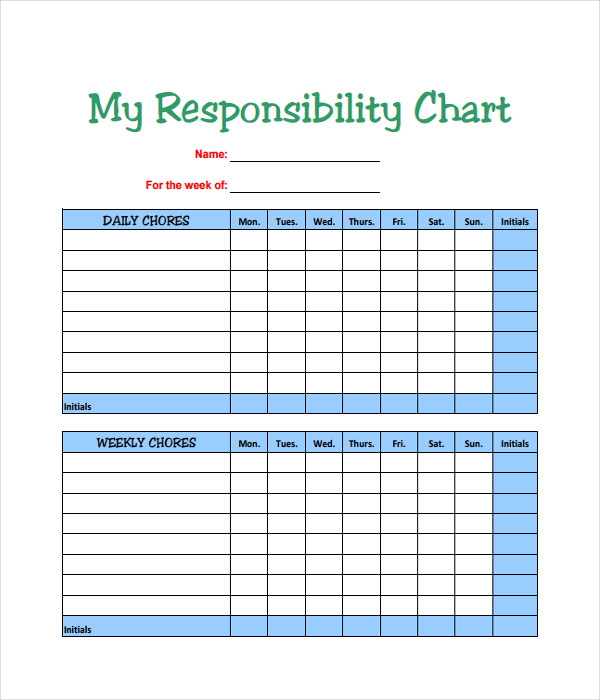 My Responsibility Chart
Name:
For the week of:
DAILY CHORES Mon. Tues. Wed. Thurs. Fri. Sat. Sun. Initials
Initials
WEEKLY CHORES Mon. Tues. Wed. Thurs. Fri. Sat. Sun. Initials
Initials